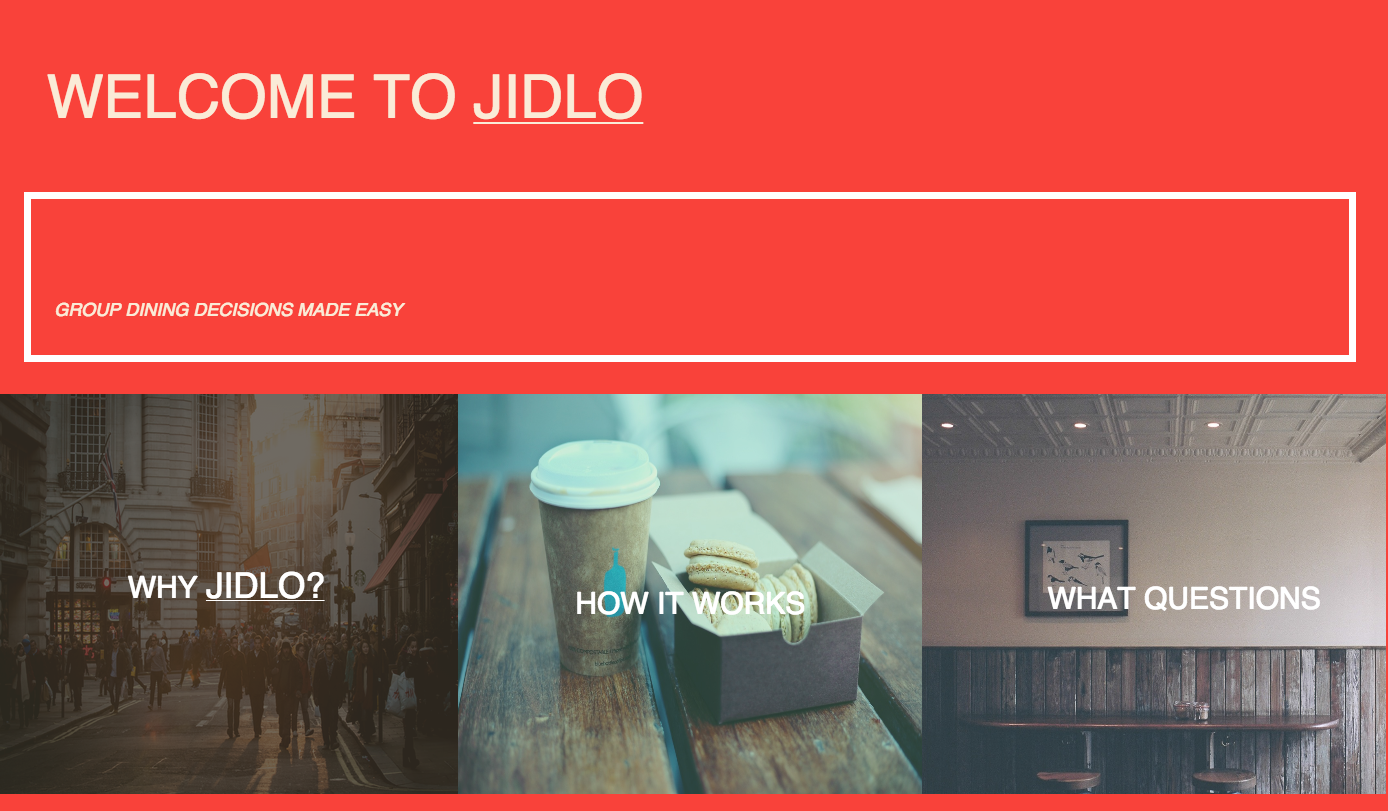 WELCOME TO JIDLO
GROUP DINING DECISIONS MADE EASY
WHY JIDLO?
HOW IT WORKS
WHAT QUESTIONS